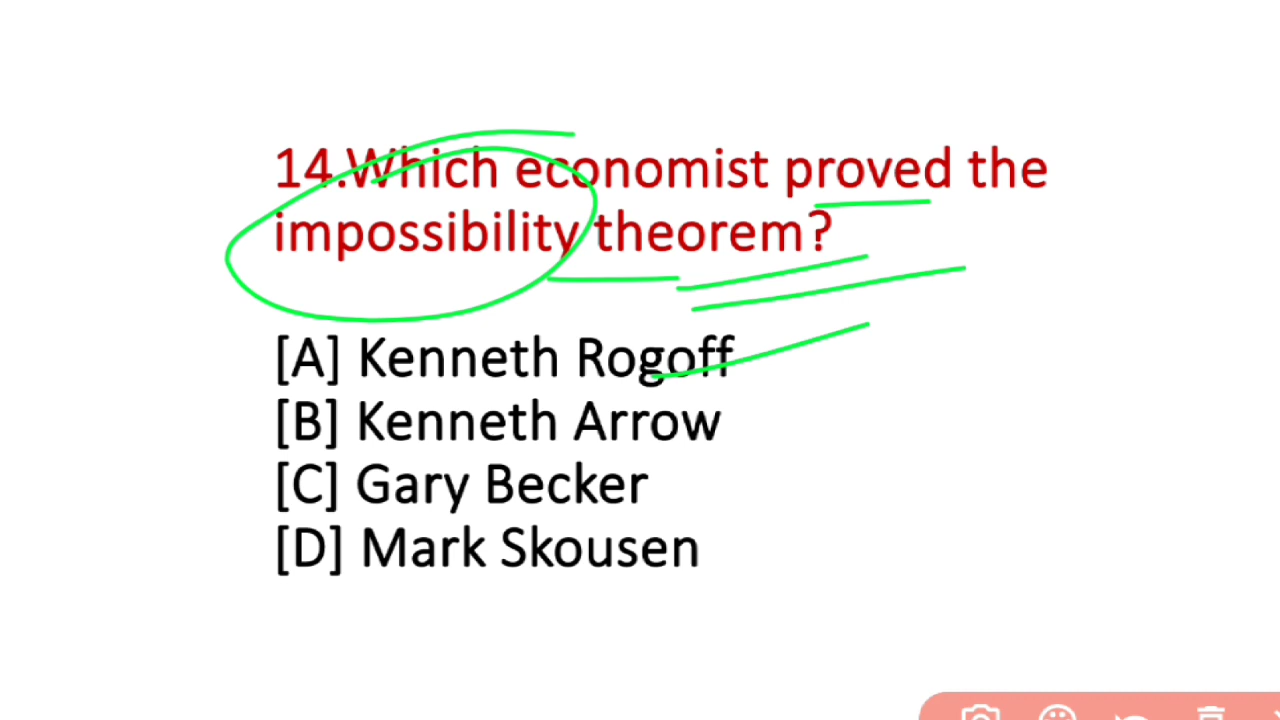 14.Which economist proved the
impossibility theorem?
[A] Kenneth Rogoff
[B] Kenneth Arrow
[C] Gary Becker
[D] Mark Skousen